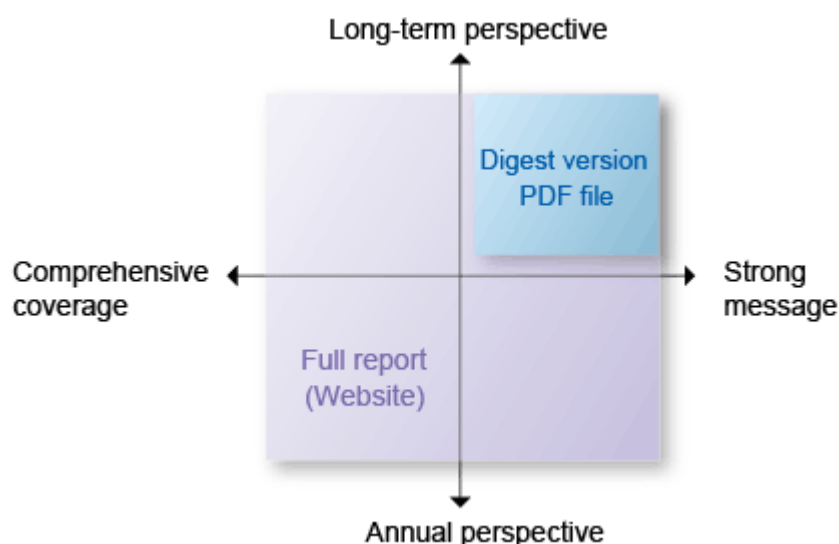 Long-term perspective
Digest version
PDF file
Comprehensive
coverage
Strong
message
Full report
(Website)
Annual perspective